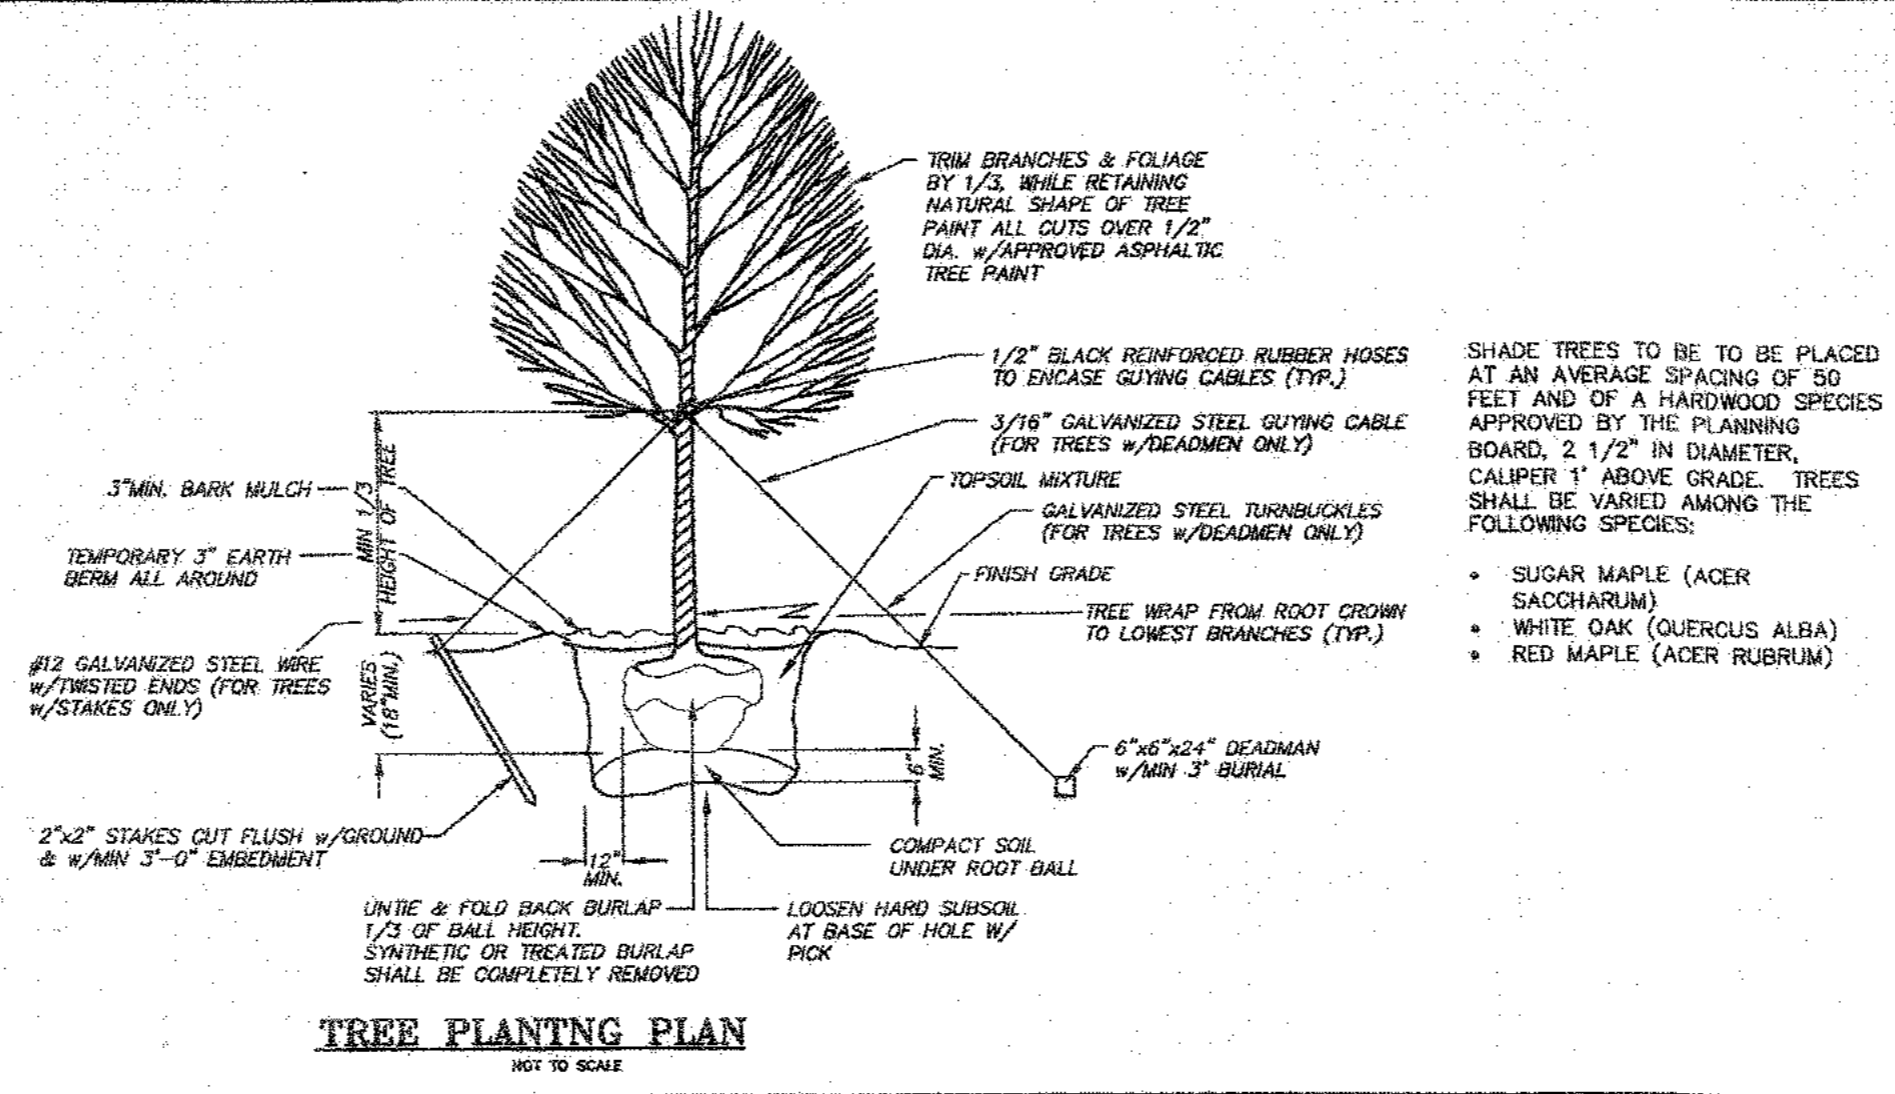 TRIM BRANCHES & FOLIAGE
BY 1/3, WHILE RETAINING
NATURAL SHAPE OF TREE
PAINT ALL CUTS OVER 1/2"
DIA. w/APPROVED ASPHALTIC
TREE PAINT
1/2" BLACK REINFORCED RUBBER HOSES
TO ENCASE GUYING CABLES (TYP.)
3/16" GALVANIZED STEEL GUYING CABLE
(FOR TREES w/DEADMEN ONLY)
TOPSOIL MIXTURE
GALVANIZED STEEL TURNBUCKLES
(FOR TREES w/DEADMEN ONLY)
FINISH GRADE
TREE WRAP FROM ROOT CROWN
TO LOWEST BRANCHES (TYP.)
6"x6"x24" DEADMAN
w/MIN 3' BURIAL
6"
MIN.
COMPACT SOIL
UNDER ROOT BALL
LOOSEN HARD SUBSOIL
AT BASE OF HOLE W/
PICK
MIN 1/3
HEIGHT OF TREE
3"MIN. BARK MULCH
TEMPORARY 3" EARTH
BERM ALL AROUND
#12 GALVANIZED STEEL WIRE
w/TWISTED ENDS (FOR TREES
w/STAKES ONLY)
VARIES
(18"MIN.)
2"x2" STAKES CUT FLUSH w/GROUND
& w/MIN 3'-0" EMBEDMENT
12"
MIN.
UNTIE & FOLD BACK BURLAP
1/3 OF BALL HEIGHT.
SYNTHETIC OR TREATED BURLAP
SHALL BE COMPLETELY REMOVED
TREE PLANTNG PLAN
NOT TO SCALE
SHADE TREES TO BE TO BE PLACED
AT AN AVERAGE SPACING OF 50
FEET AND OF A HARDWOOD SPECIES
APPROVED BY THE PLANNING
BOARD, 2 1/2" IN DIAMETER,
CALIPER 1' ABOVE GRADE. TREES
SHALL BE VARIED AMONG THE
FOLLOWING SPECIES:
• SUGAR MAPLE (ACER
SACCHARUM)
• WHITE OAK (QUERCUS ALBA)
• RED MAPLE (ACER RUBRUM)